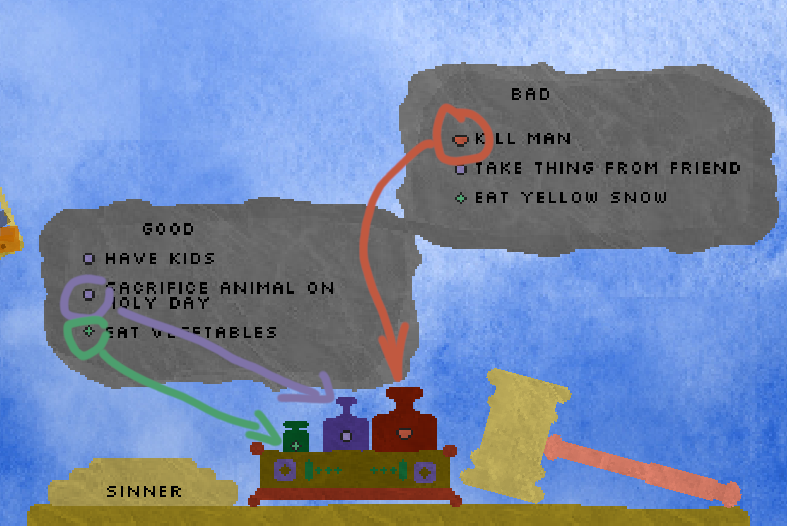 BAD
KILL MAN
TAKE THING FROM FRIEND
EAT YELLOW SNOW
GOOD
HAVE KIDS
SACRIFICE ANIMAL ON
HOLY DAY
EAT VEGETABLES
SINNER